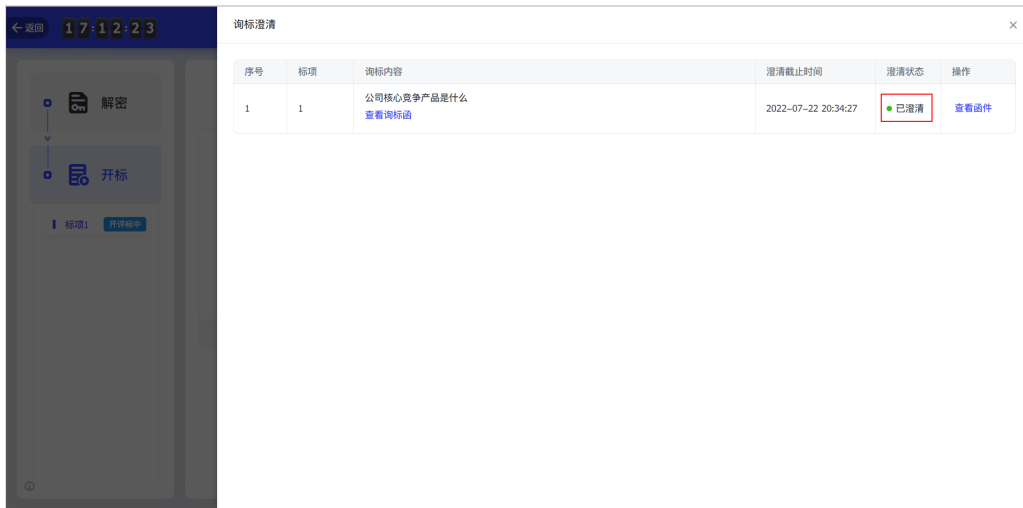 返回 17:12:23
解密
开标
标项1 开评标中
询标澄清
序号 标项 询标内容 澄清截止时间 澄清状态 操作
1 1 公司核心竞争产品是什么 2022-07-22 20:34:27 已澄清 查看函件
查看询标函